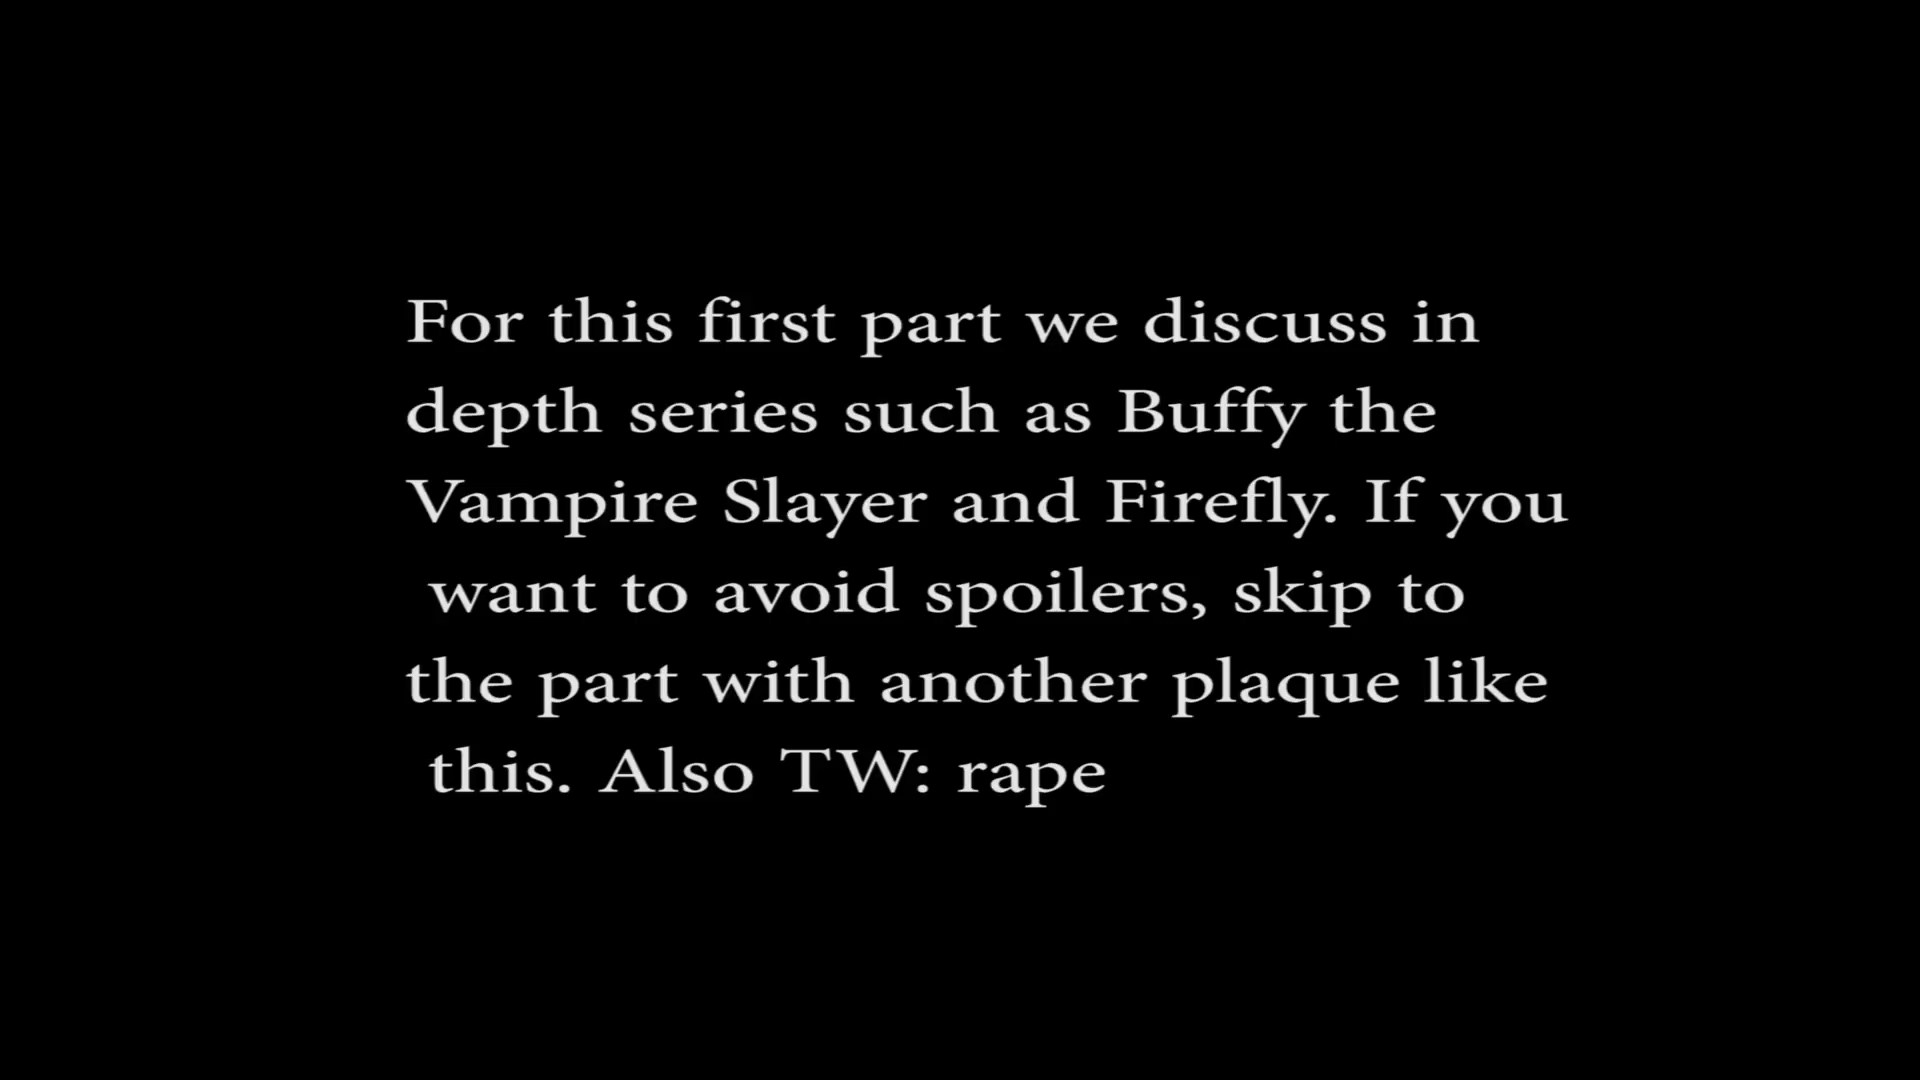 For this first part we discuss in
depth series such as Buffy the
Vampire Slayer and Firefly. If you
want to avoid spoilers, skip to
the part with another plaque like
this. Also TW: rape